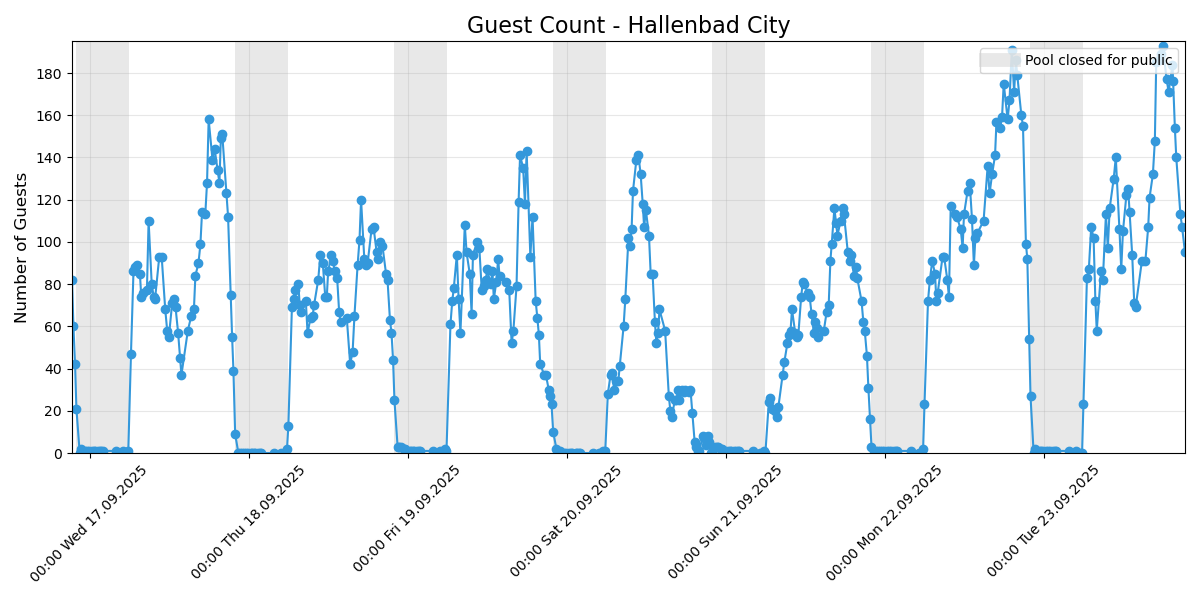 Guest Count - Hallenbad City
Pool closed for public
Number of Guests
180
160
140
120
100
80
60
40
20
0
00:00 Wed 17.09.2025
00:00 Thu 18.09.2025
00:00 Fri 19.09.2025
00:00 Sat 20.09.2025
00:00 Sun 21.09.2025
00:00 Mon 22.09.2025
00:00 Tue 23.09.2025